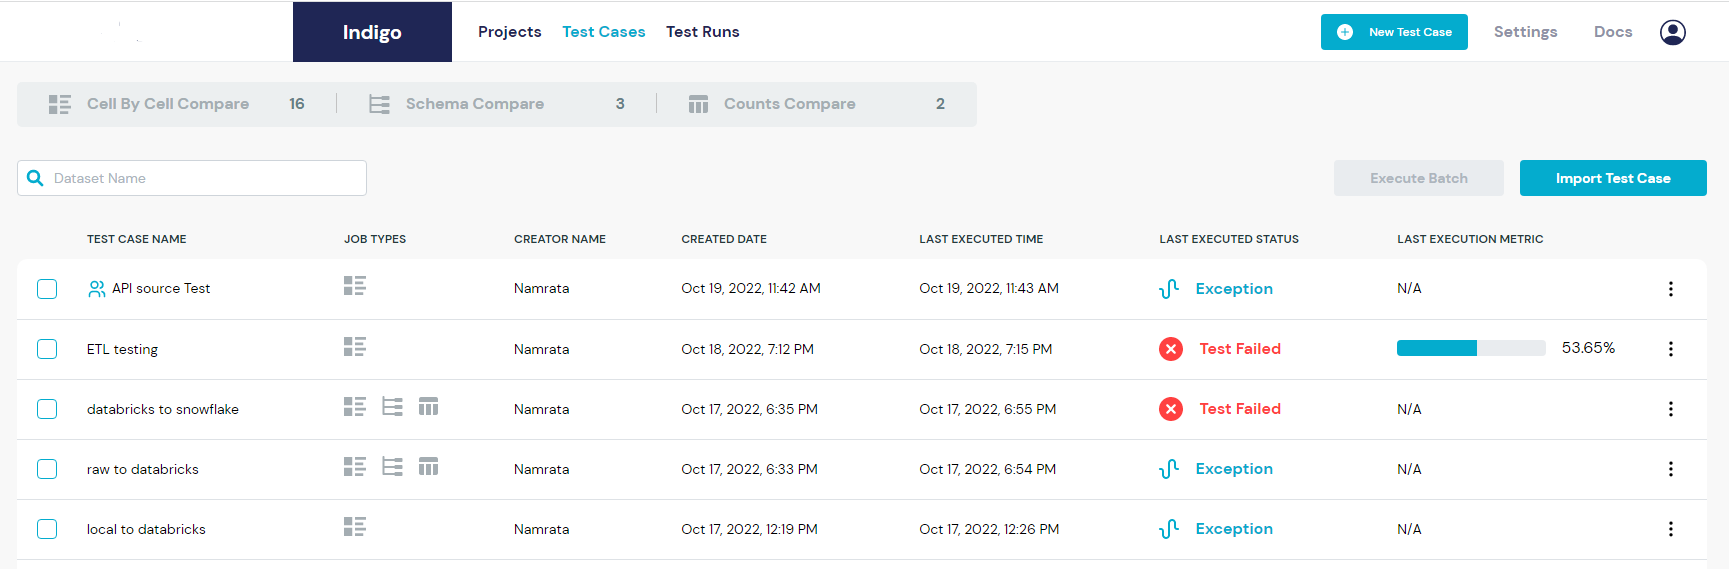 Indigo Projects Test Cases Test Runs New Test Case Settings Docs
Cell By Cell Compare 16 Schema Compare 3 Counts Compare 2
Dataset Name Execute Batch Import Test Case
TEST CASE NAME JOB TYPES CREATOR NAME CREATED DATE LAST EXECUTED TIME LAST EXECUTED STATUS LAST EXECUTION METRIC
API source Test Namrata Oct 19, 2022, 11:42 AM Oct 19, 2022, 11:43 AM Exception N/A
ETL testing Namrata Oct 18, 2022, 7:12 PM Oct 18, 2022, 7:15 PM Test Failed 53.65%
databricks to snowflake Namrata Oct 17, 2022, 6:35 PM Oct 17, 2022, 6:55 PM Test Failed N/A
raw to databricks Namrata Oct 17, 2022, 6:33 PM Oct 17, 2022, 6:54 PM Exception N/A
local to databricks Namrata Oct 17, 2022, 12:19 PM Oct 17, 2022, 12:26 PM Exception N/A